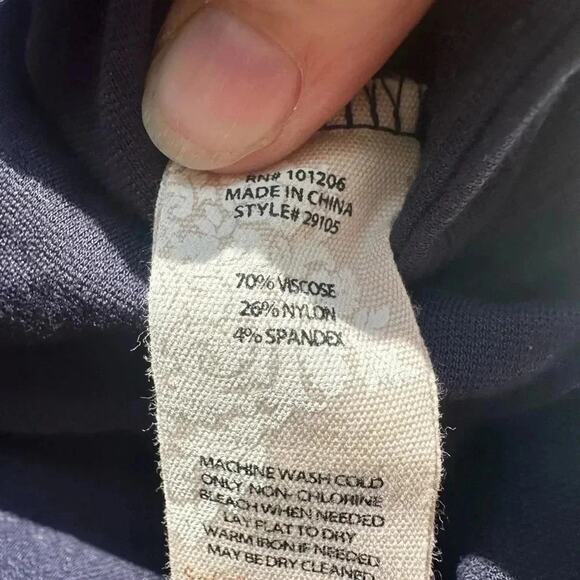 RN# 101206
MADE IN CHINA
STYLE# 29105
70% VISCOSE
26% NYLON
4% SPANDEX
MACHINE WASH COLD
ONLY NON-CHLORINE
BLEACH WHEN NEEDED
LAY FLAT TO DRY
WARM IRON IF NEEDED
MAY BE DRY CLEANED